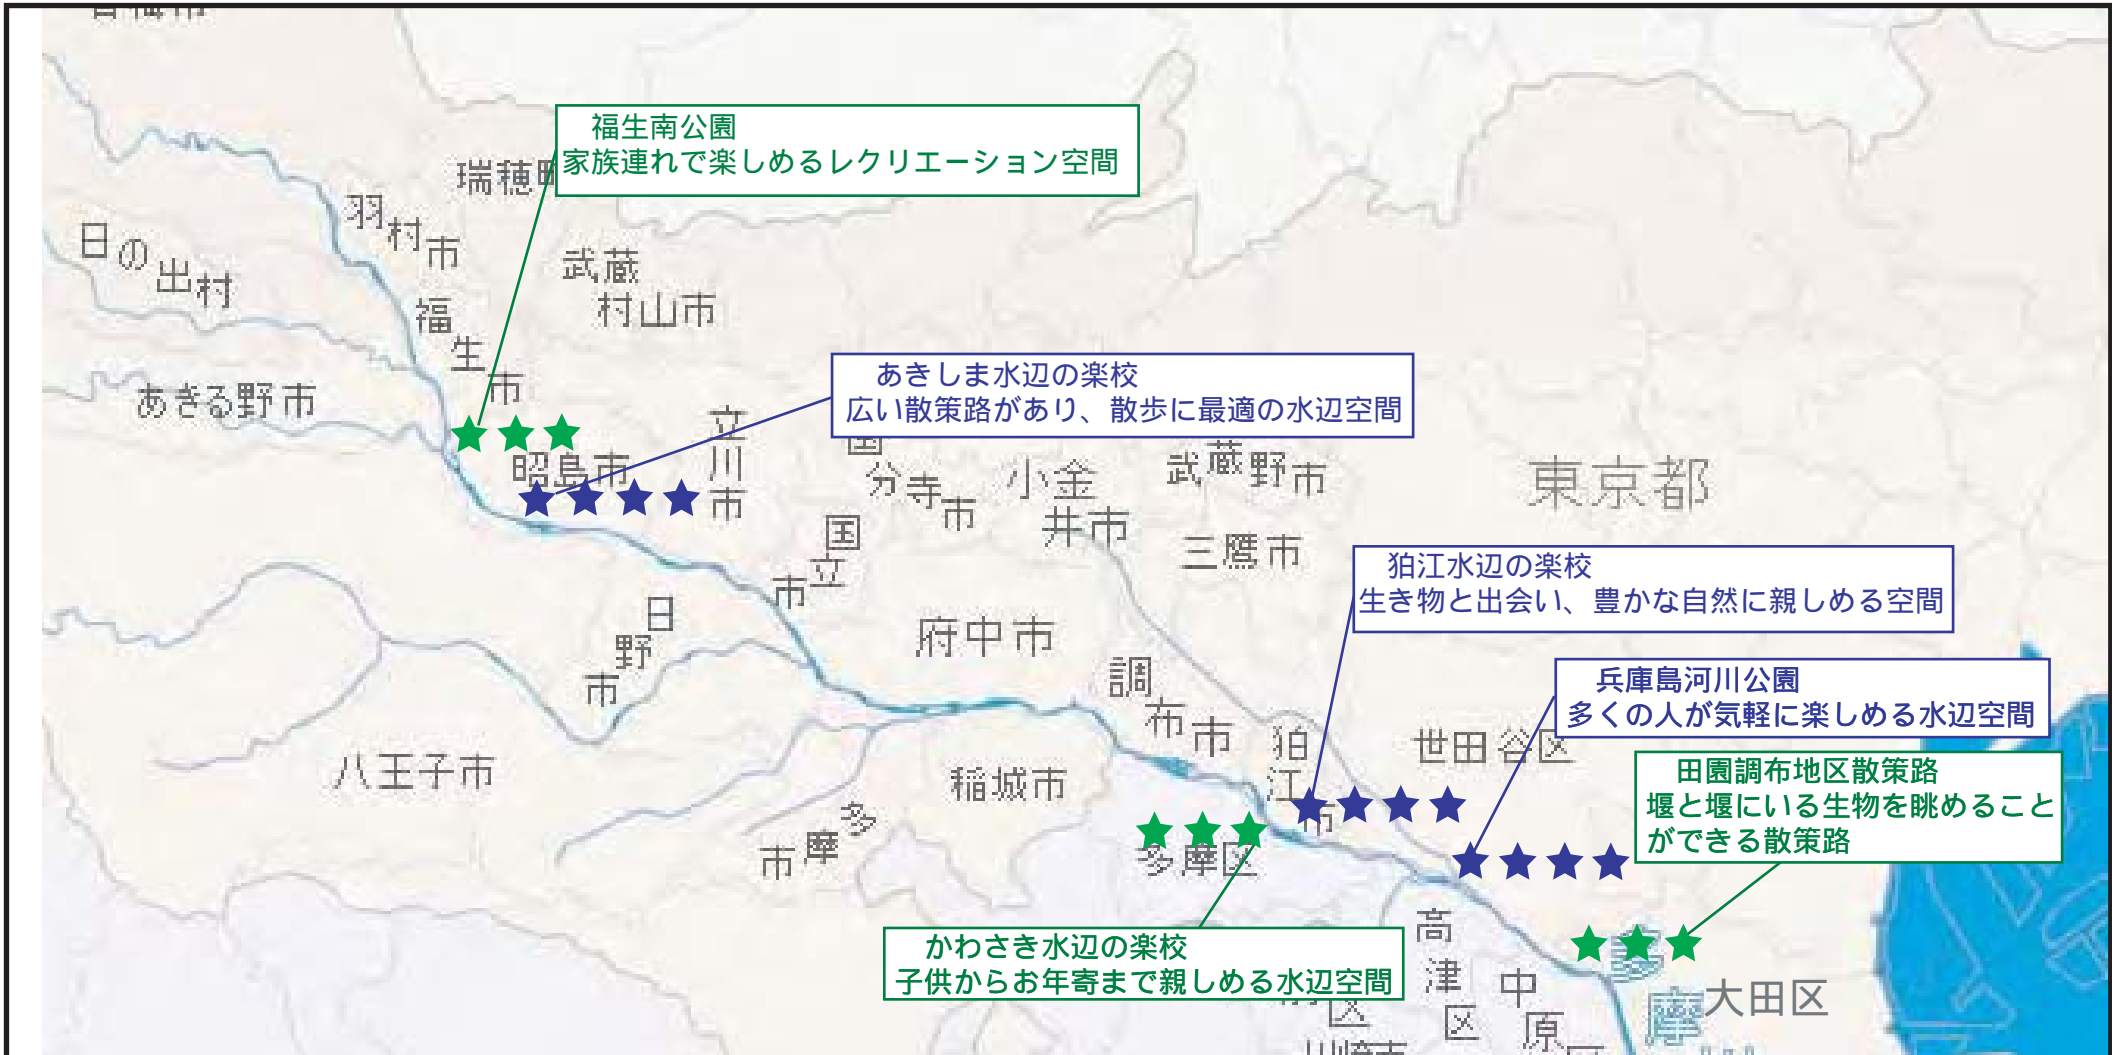 福生南公園
家族連れで楽しめるレクリエーション空間
瑞穂
羽村市
日の出村
武蔵
村山市
福生市
あきる野市
あきしま水辺の楽校
広い散策路があり、散歩に最適の水辺空間
昭島市
立川市
国分寺市
小金
井市
武蔵野市
東京都
国立市
三鷹市
狛江水辺の楽校
生き物と出会い、豊かな自然に親しめる空間
日野市
府中市
調布市
兵庫島河川公園
多くの人が気軽に楽しめる水辺空間
狛江市
世田谷区
八王子市
稲城市
田園調布地区散策路
堰と堰にいる生物を眺めること
ができる散策路
多摩市
多摩区
かわさき水辺の楽校
子供からお年寄まで親しめる水辺空間
高津区
中原
多摩
大田区